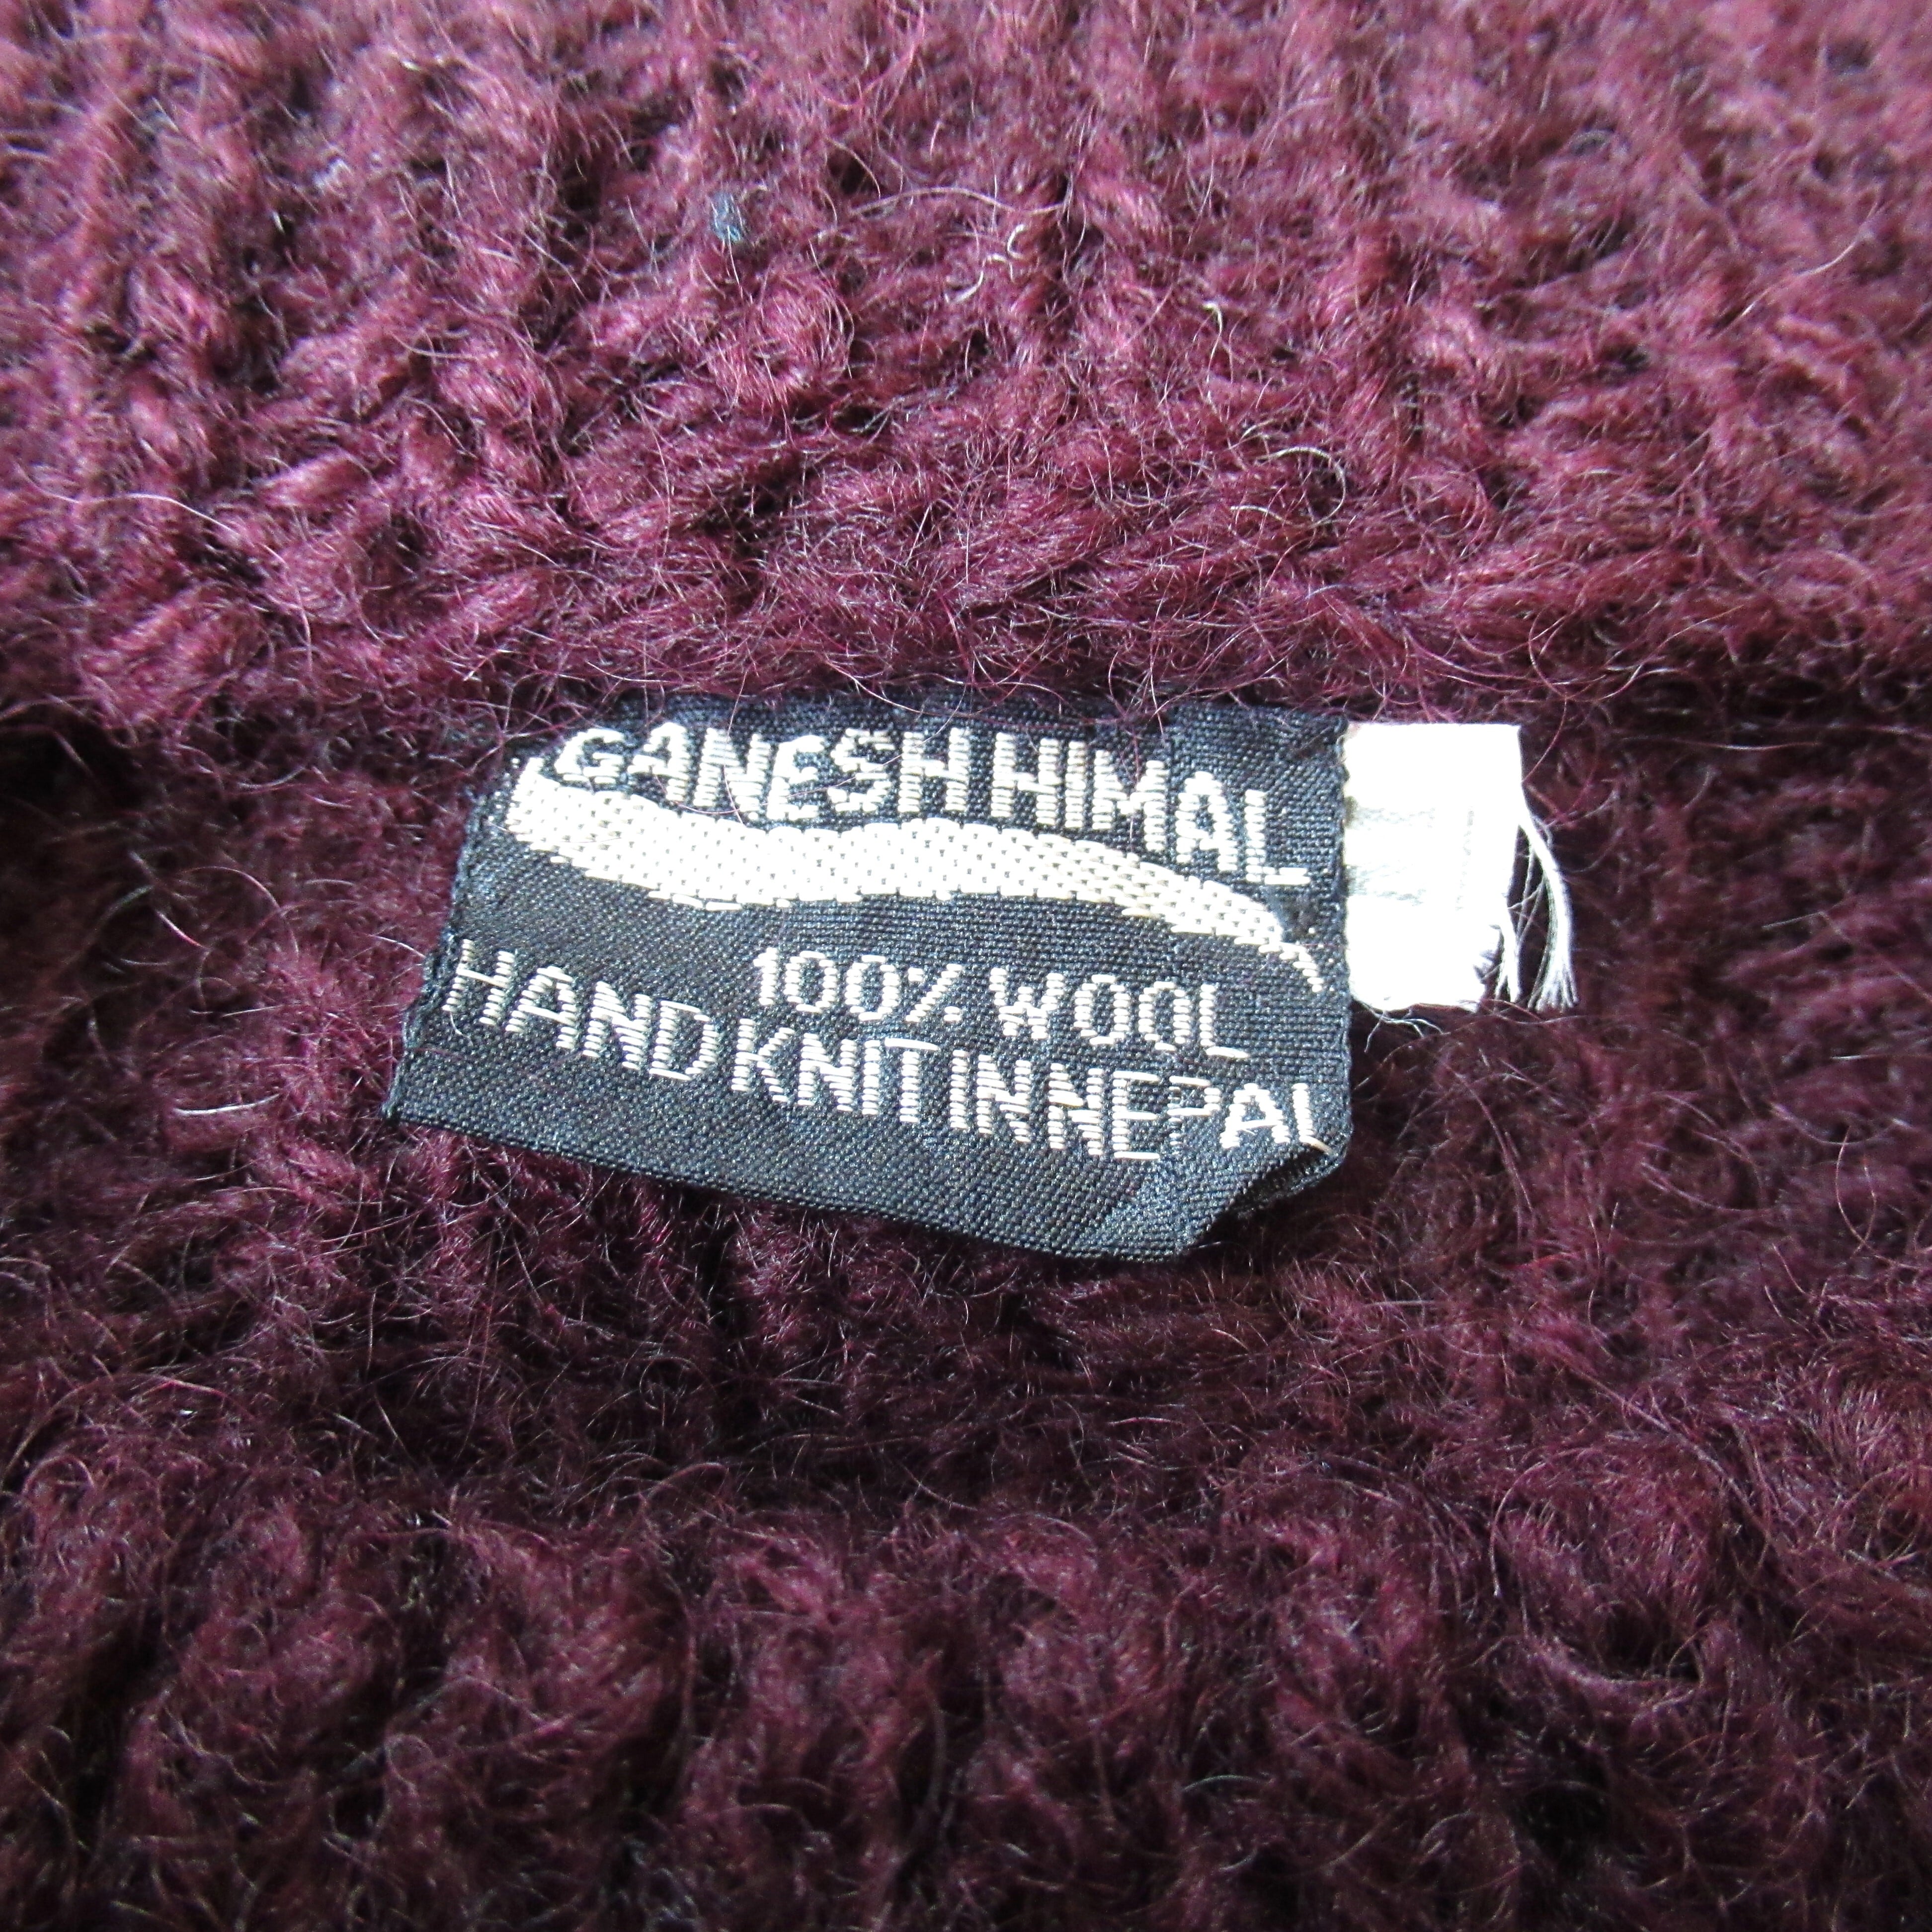 GANESH HIMAL
100% WOOL
HAND KNIT IN NEPAL